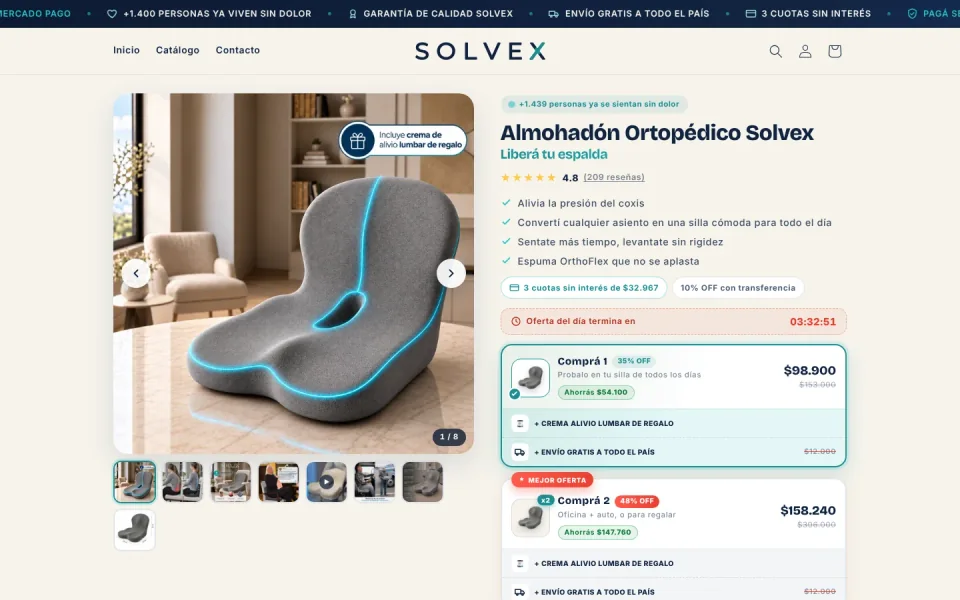 MERCADO PAGO • +1.400 PERSONAS YA VIVEN SIN DOLOR • GARANTÍA DE CALIDAD SOLVEX • ENVÍO GRATIS A TODO EL PAÍS • 3 CUOTAS SIN INTERÉS • PAGÁ
Inicio Catálogo Contacto
SOLVEX
+1.439 personas ya se sientan sin dolor
Incluye crema de
alivio lumbar de regalo
1 / 8
Almohadón Ortopédico Solvex
Liberá tu espalda
★★★★★ 4.8 (209 reseñas)
Alivia la presión del coxis
Convertí cualquier asiento en una silla cómoda para todo el día
Sentate más tiempo, levantate sin rigidez
Espuma OrthoFlex que no se aplasta
3 cuotas sin interés de $32.967 10% OFF con transferencia
Oferta del día termina en 03:32:51
Comprá 1 35% OFF
Probalo en tu silla de todos los días
Ahorrás $54.100
$98.900
$153.000
+ CREMA ALIVIO LUMBAR DE REGALO
+ ENVÍO GRATIS A TODO EL PAÍS $12.000
MEJOR OFERTA
x2 Comprá 2 48% OFF
Oficina + auto, o para regalar
Ahorrás $147.760
$158.240
$306.000
+ CREMA ALIVIO LUMBAR DE REGALO
+ ENVÍO GRATIS A TODO EL PAÍS $12.000